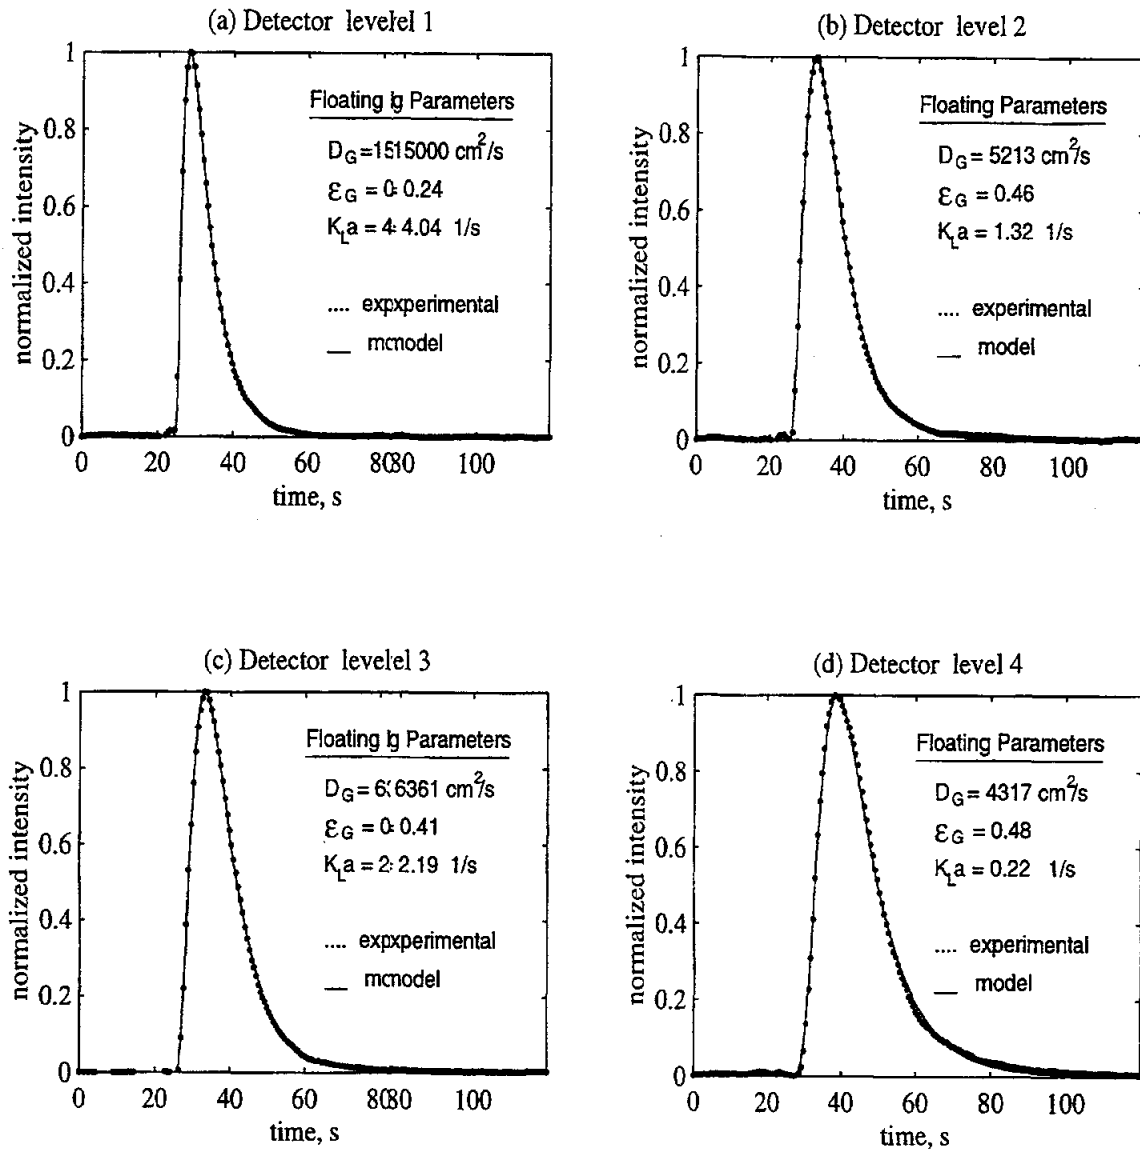 (a) Detector levelel 1
1
0.8
0.6
0.4
0.2
0
normalized intensity
Floating lg Parameters
D_G =1515000 cm²/s
ε_G = 0: 0.24
K_L a = 4: 4.04 1/s
.... expxperimental
__ mcmodel
0 20 40 60 8080 100
time, s
(b) Detector level 2
1
0.8
0.6
0.4
0.2
0
normalized intensity
Floating Parameters
D_G = 5213 cm²/s
ε_G = 0.46
K_L a = 1.32 1/s
.... experimental
__ model
0 20 40 60 80 100
time, s
(c) Detector levelel 3
1
0.8
0.6
0.4
0.2
0
normalized intensity
Floating lg Parameters
D_G = 6:6361 cm²/s
ε_G = 0: 0.41
K_L a = 2: 2.19 1/s
.... expxperimental
__ mcmodel
0 20 40 60 8080 100
time, s
(d) Detector level 4
1
0.8
0.6
0.4
0.2
0
normalized intensity
Floating Parameters
D_G = 4317 cm²/s
ε_G = 0.48
K_L a = 0.22 1/s
.... experimental
__ model
0 20 40 60 80 100
time, s